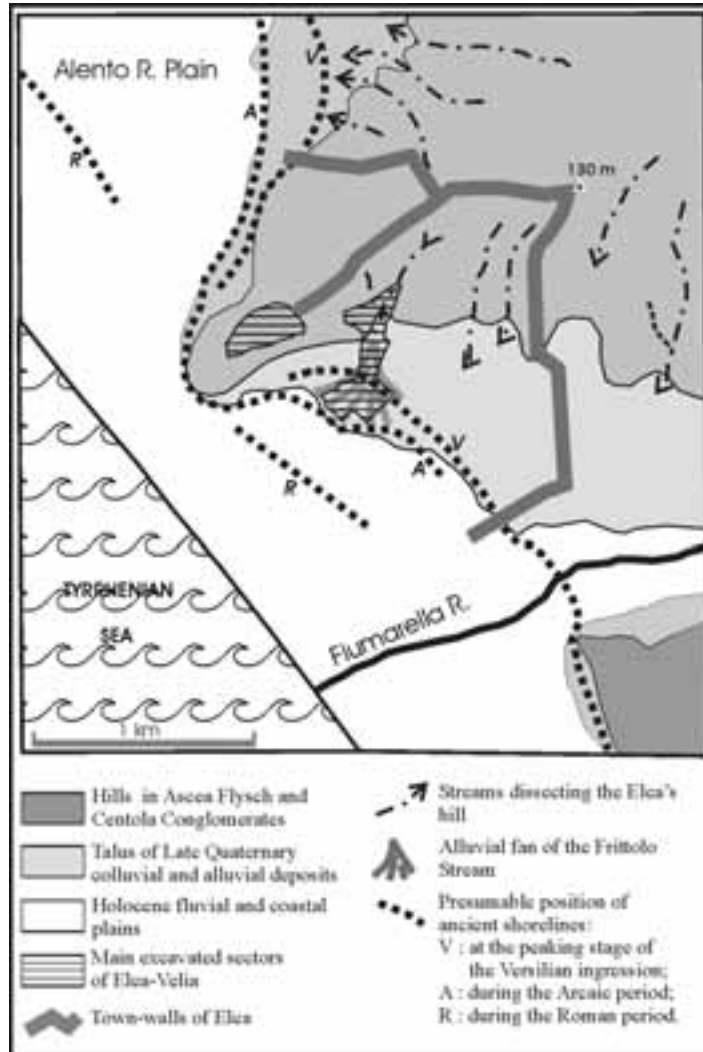 Alento R. Plain
V
A
R
130 m
V
A
R
TYRRHENIAN
SEA
Fiumarella R.
1 km
Hills in Ascea Flysch and
Centola Conglomerates
Talus of Late Quaternary
colluvial and alluvial deposits
Holocene fluvial and coastal
plains
Main excavated sectors
of Elea-Velia
Town-walls of Elea
Streams dissecting the Elea's
hill
Alluvial fan of the Frittolo
Stream
Presumable position of
ancient shorelines:
V : at the peaking stage of
the Versilian ingression;
A : during the Arcaic period;
R : during the Roman period.